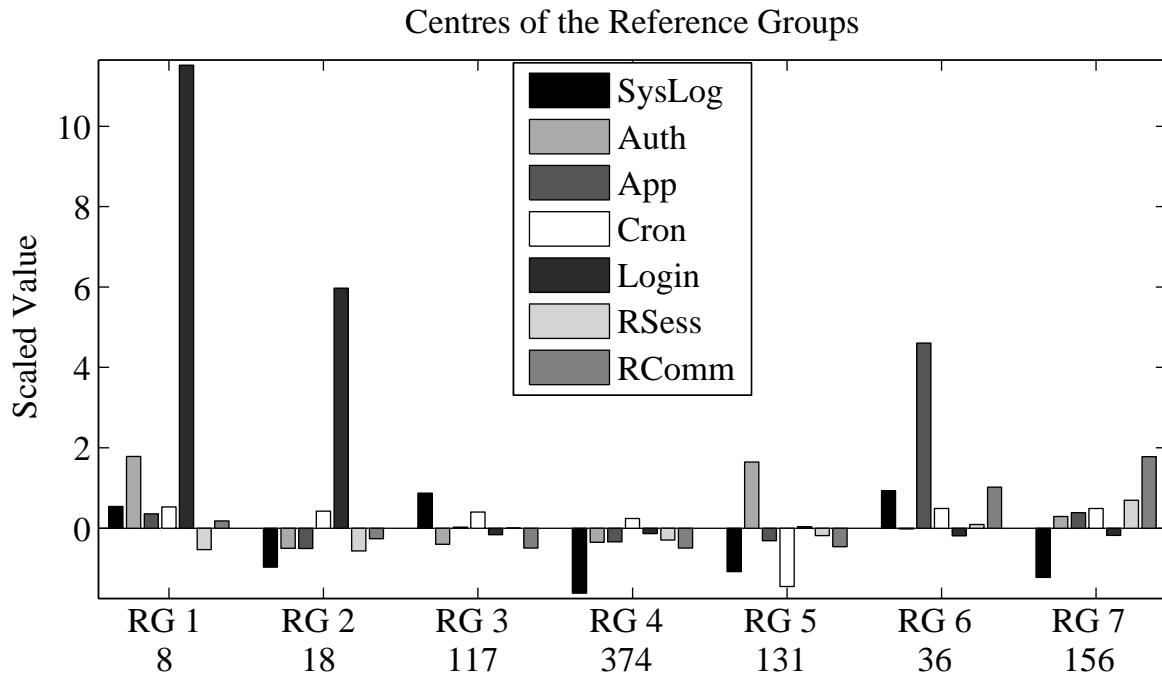 Centres of the Reference Groups
SysLog
Auth
App
Cron
Login
RSess
RComm
Scaled Value
10
8
6
4
2
0
RG 1 RG 2 RG 3 RG 4 RG 5 RG 6 RG 7
8 18 117 374 131 36 156